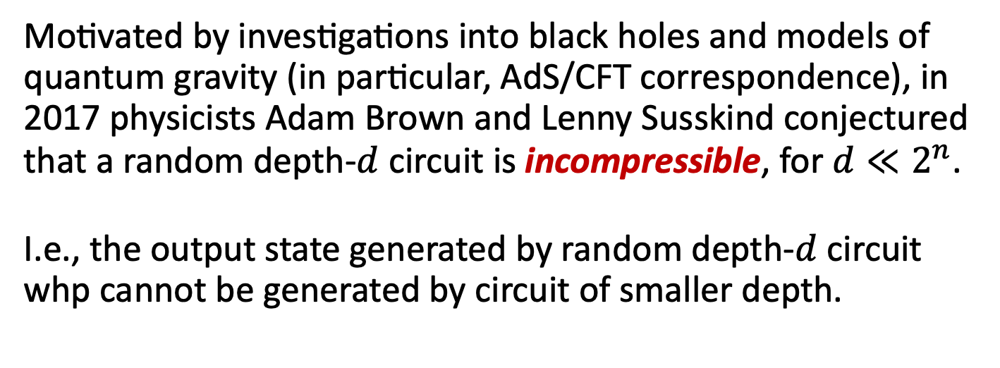 Motivated by investigations into black holes and models of
quantum gravity (in particular, AdS/CFT correspondence), in
2017 physicists Adam Brown and Lenny Susskind conjectured
that a random depth-𝑑 circuit is incompressible, for 𝑑 ≪ 2ⁿ.
I.e., the output state generated by random depth-𝑑 circuit
whp cannot be generated by circuit of smaller depth.